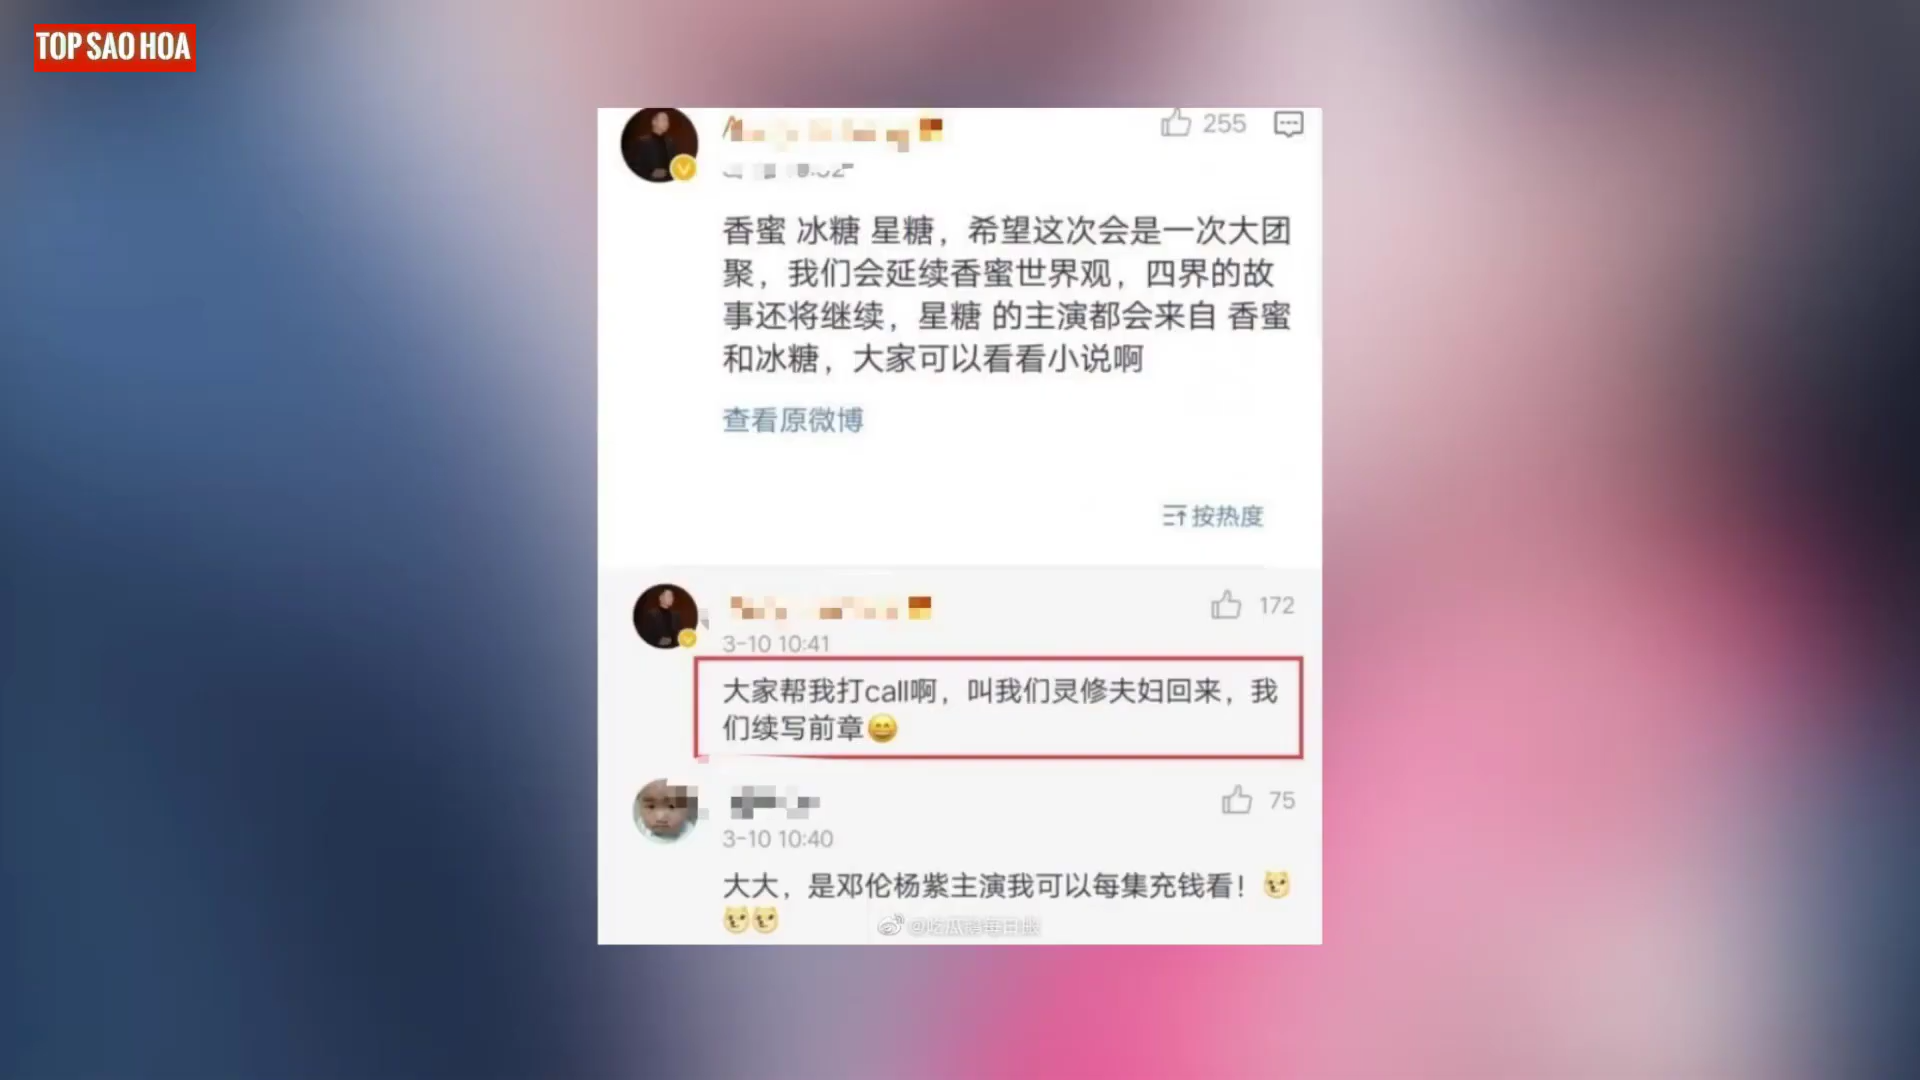 TOP SAO HOA
255
香蜜 冰糖 星糖，希望这次会是一次大团
聚，我们会延续香蜜世界观，四界的故
事还将继续，星糖 的主演都会来自 香蜜
和冰糖，大家可以看看小说啊
查看原微博
按热度
172
3-10 10:41
大家帮我打call啊，叫我们灵修夫妇回来，我
们续写前章😄
75
3-10 10:40
大大，是邓伦杨紫主演我可以每集充钱看！